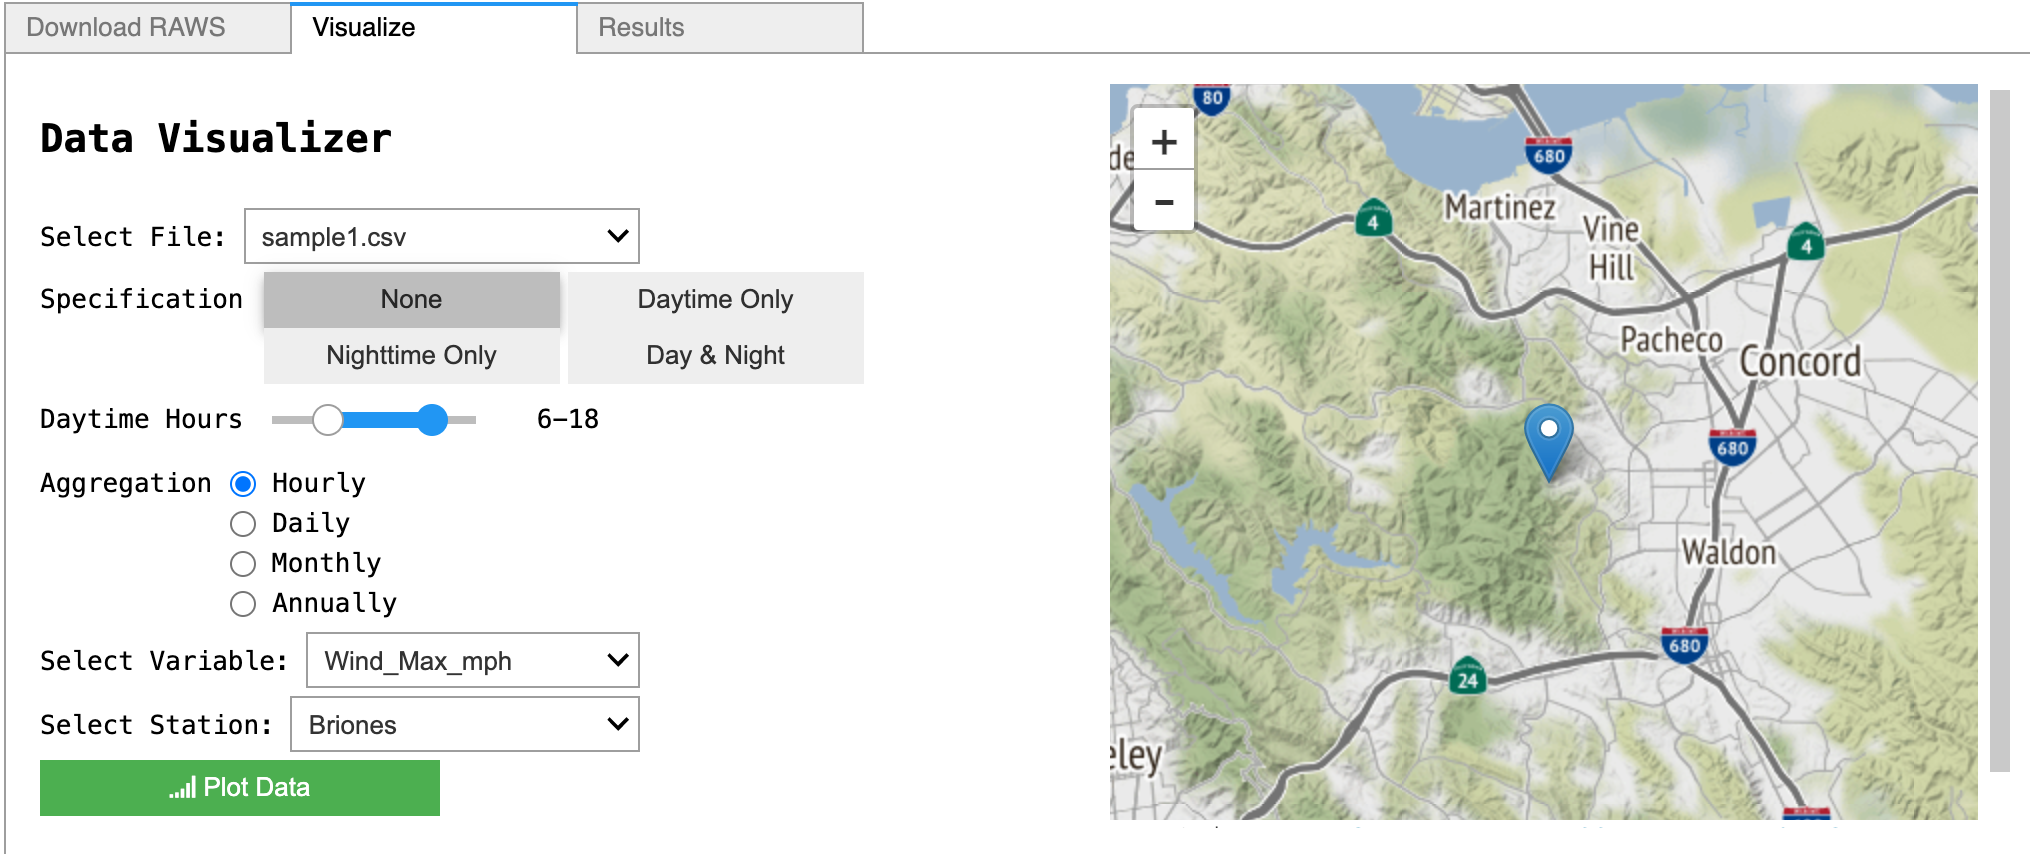 Download RAWS
Visualize
Results
Data Visualizer
Select File: sample1.csv
Specification None Daytime Only
Nighttime Only Day & Night
Daytime Hours 6–18
Aggregation Hourly
Daily
Monthly
Annually
Select Variable: Wind_Max_mph
Select Station: Briones
Plot Data
+
−
80
de
680
Martinez
4
Vine
Hill
4
Pacheco
Concord
680
Waldon
680
24
eley